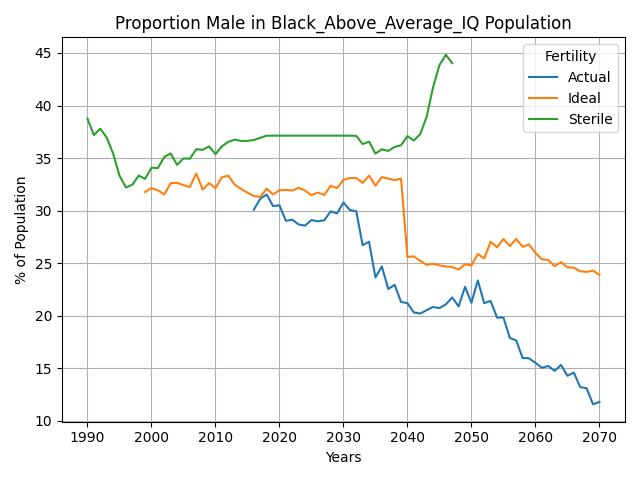 Proportion Male in Black_Above_Average_IQ Population
Fertility
Actual
Ideal
Sterile
% of Population
45
40
35
30
25
20
15
10
1990
2000
2010
2020
2030
2040
2050
2060
2070
Years